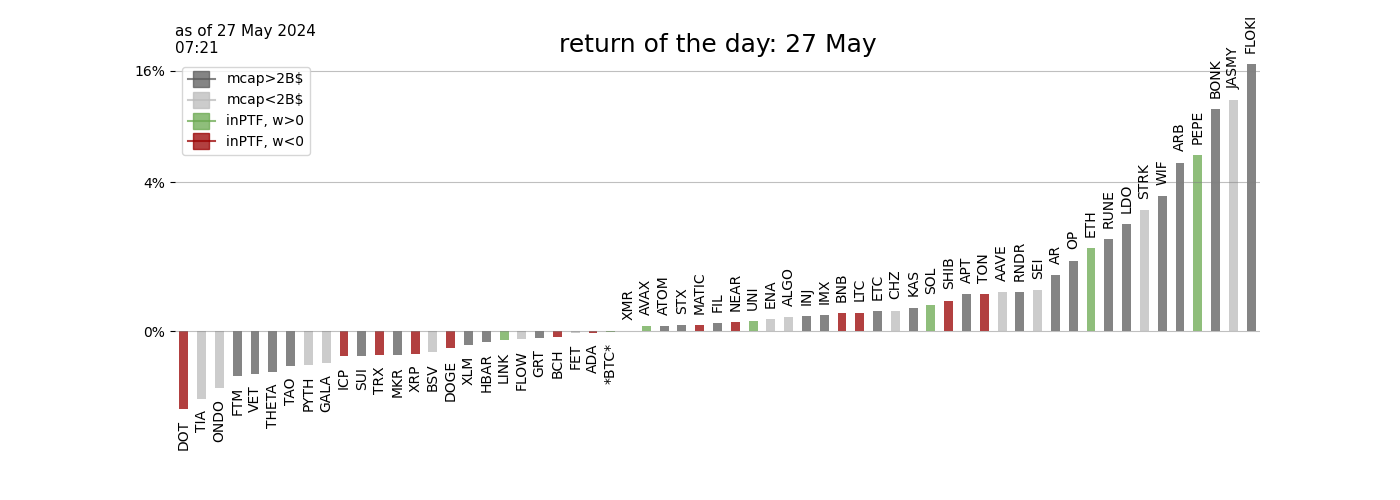 as of 27 May 2024
07:21
return of the day: 27 May
16%
4%
0%
mcap>2B$
mcap<2B$
inPTF, w>0
inPTF, w<0
DOT
TIA
ONDO
FTM
VET
THETA
TAO
PYTH
GALA
ICP
SUI
TRX
MKR
XRP
BSV
DOGE
XLM
HBAR
LINK
FLOW
GRT
BCH
FET
ADA
*BTC*
XMR
AVAX
ATOM
STX
MATIC
FIL
NEAR
UNI
ENA
ALGO
INJ
IMX
BNB
LTC
ETC
CHZ
KAS
SOL
SHIB
APT
TON
AAVE
RNDR
SEI
AR
OP
ETH
RUNE
LDO
STRK
WIF
ARB
PEPE
BONK
JASMY
FLOKI